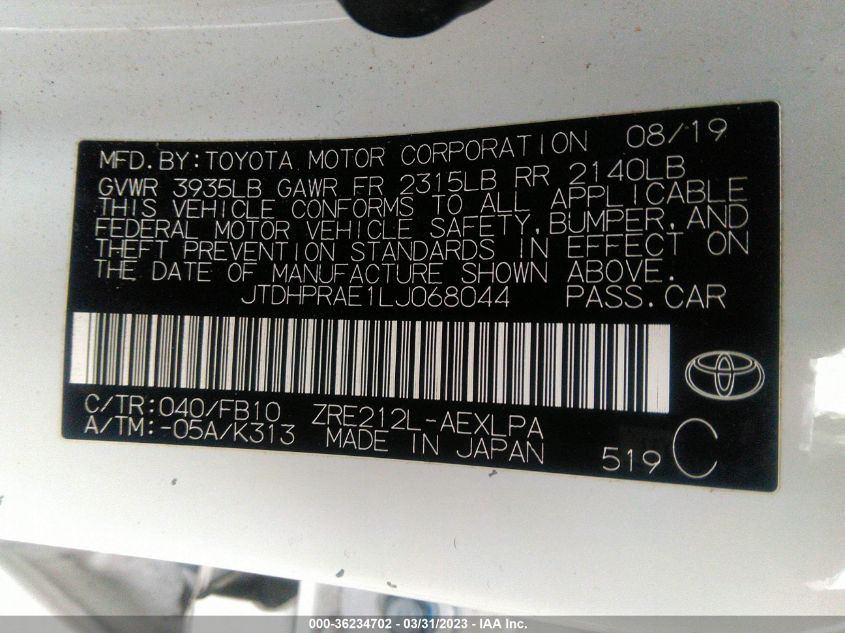 MFD.BY:TOYOTA MOTOR CORPORATION 08/19
GVWR 3935LB GAWR FR 2315LB RR 2140LB
THIS VEHICLE CONFORMS TO ALL APPLICABLE
FEDERAL MOTOR VEHICLE SAFETY,BUMPER,AND
THEFT PREVENTION STANDARDS IN EFFECT ON
THE DATE OF MANUFACTURE SHOWN ABOVE.
JTDHPRAE1LJ068044 PASS.CAR
C/TR:040/FB10 ZRE212L-AEXLPA
A/TM:-05A/K313 MADE IN JAPAN 519 C
000-36234702 - 03/31/2023 - IAA Inc.